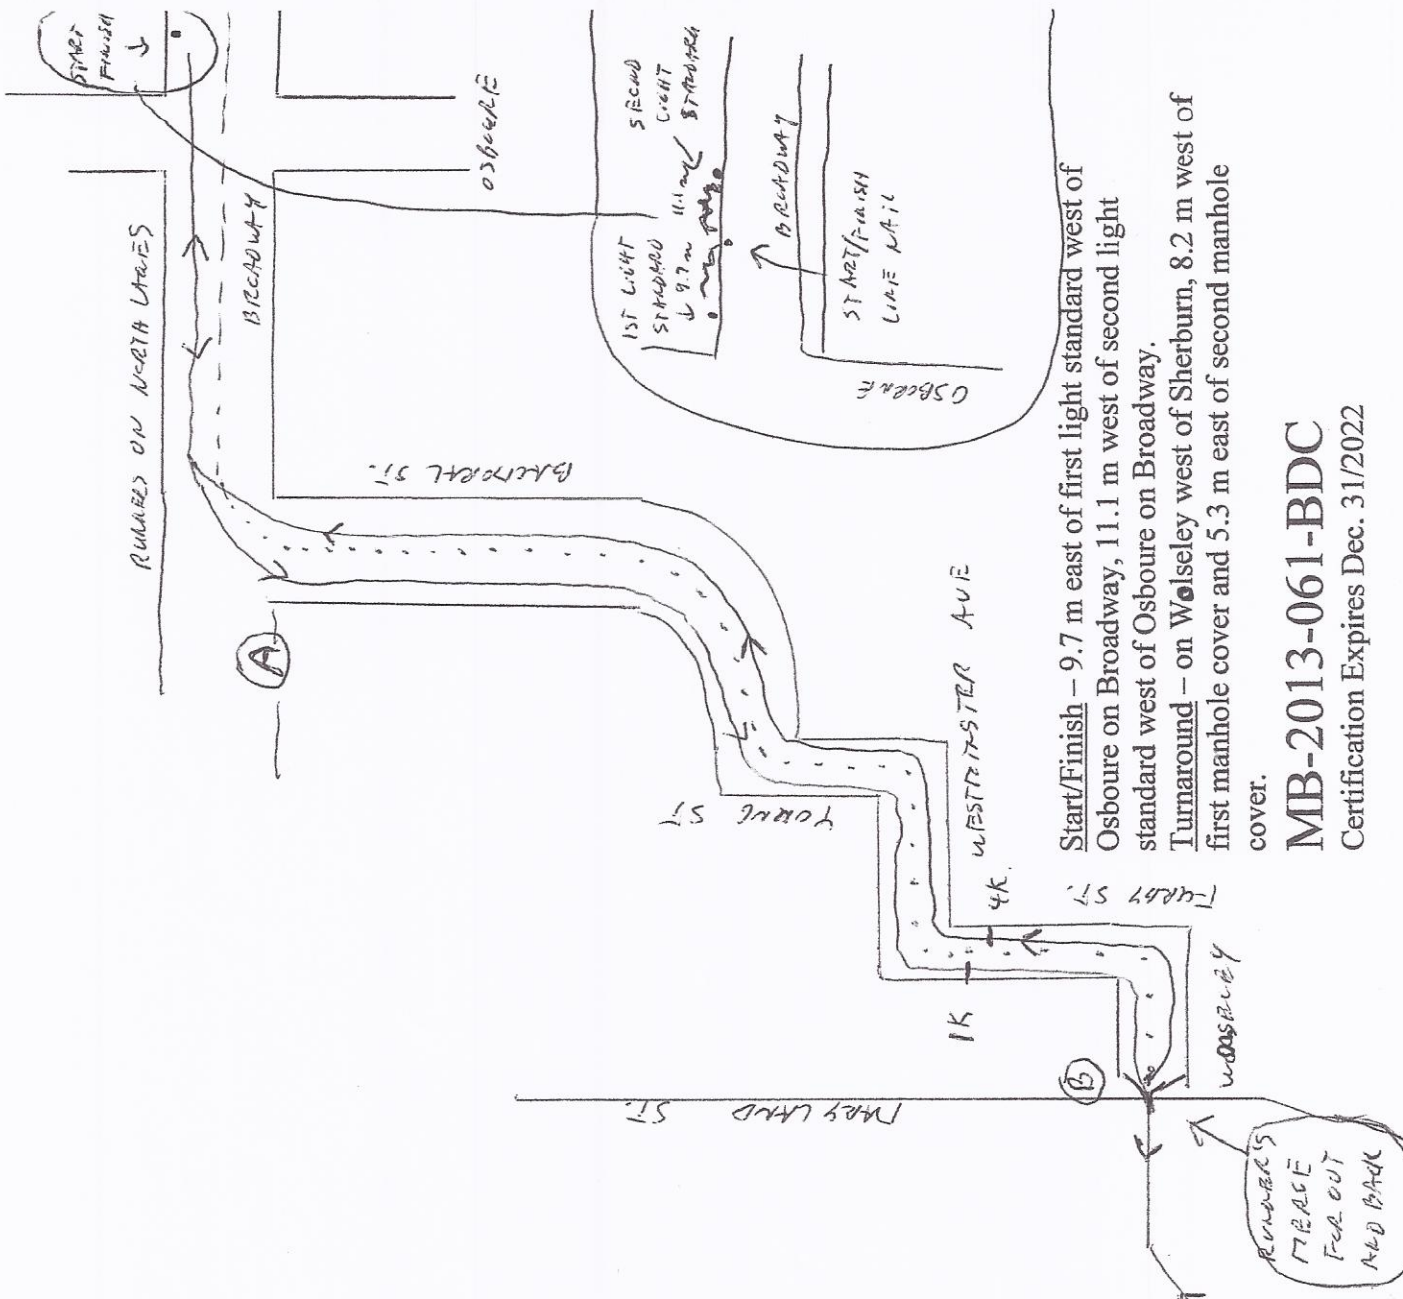 START
FINISH
RUNNERS ON NORTH LANES
BROADWAY
OSBOURNE
A
BALMORAL ST.
1ST LIGHT
STANDARD
9.7 m
11.1 m
SECOND
LIGHT
STANDARD
BROADWAY
START/FINISH
LINE NAIL
OSBORNE
YOUNG ST
WESTMINSTER AVE
4K.
1K
FURBY ST.
B
MARYLAND ST.
WOLSELEY
RUNNER'S
MERGE
FOR OUT
AND BACK
Start/Finish – 9.7 m east of first light standard west of
Osboure on Broadway, 11.1 m west of second light
standard west of Osboure on Broadway.
Turnaround – on Wolseley west of Sherburn, 8.2 m west of
first manhole cover and 5.3 m east of second manhole
cover.
MB-2013-061-BDC
Certification Expires Dec. 31/2022